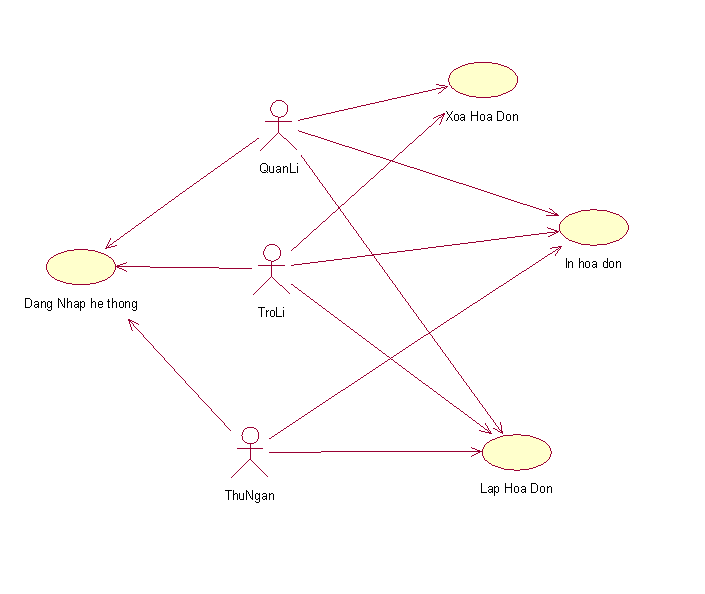 Xoa Hoa Don
QuanLi
In hoa don
Dang Nhap he thong
TroLi
Lap Hoa Don
ThuNgan